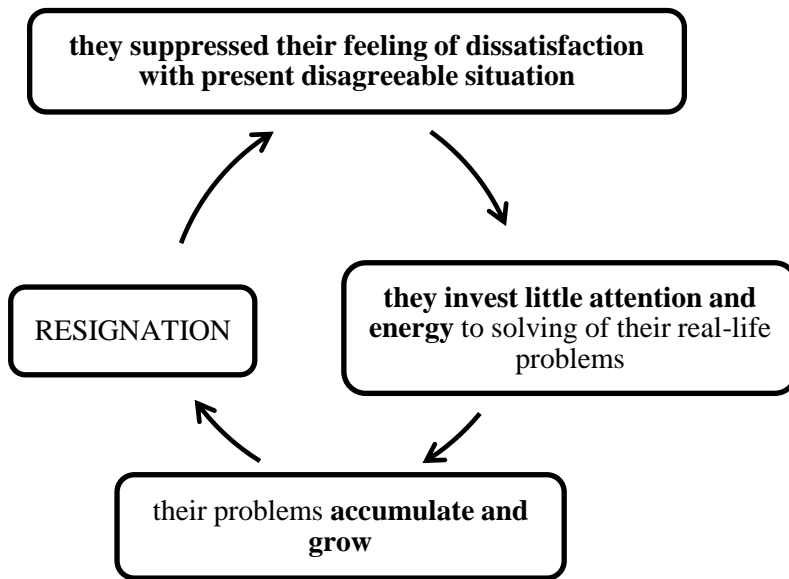 they suppressed their feeling of dissatisfaction
with present disagreeable situation
they invest little attention and
energy to solving of their real-life
problems
their problems accumulate and
grow
RESIGNATION